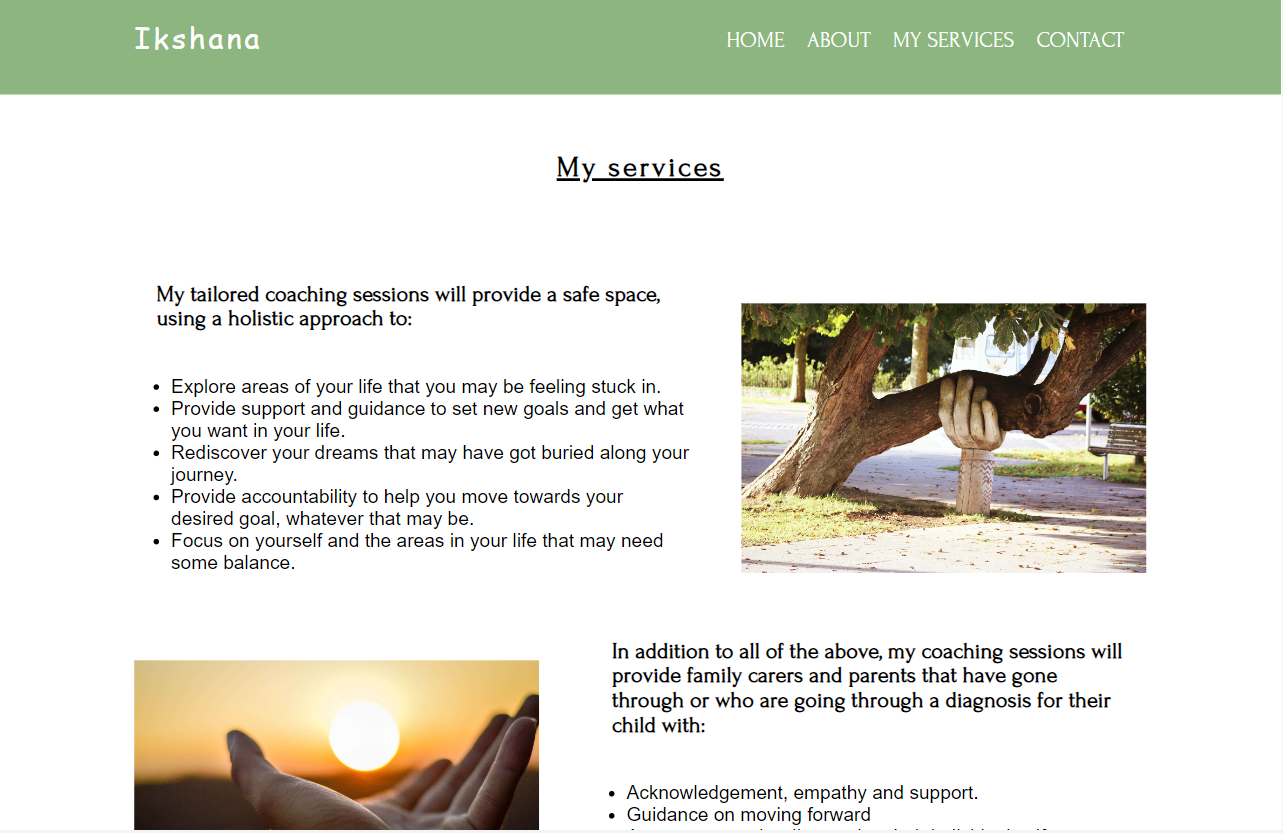 Ikshana
HOME ABOUT MY SERVICES CONTACT
My services
My tailored coaching sessions will provide a safe space,
using a holistic approach to:
Explore areas of your life that you may be feeling stuck in.
Provide support and guidance to set new goals and get what
you want in your life.
Rediscover your dreams that may have got buried along your
journey.
Provide accountability to help you move towards your
desired goal, whatever that may be.
Focus on yourself and the areas in your life that may need
some balance.
In addition to all of the above, my coaching sessions will
provide family carers and parents that have gone
through or who are going through a diagnosis for their
child with:
Acknowledgement, empathy and support.
Guidance on moving forward